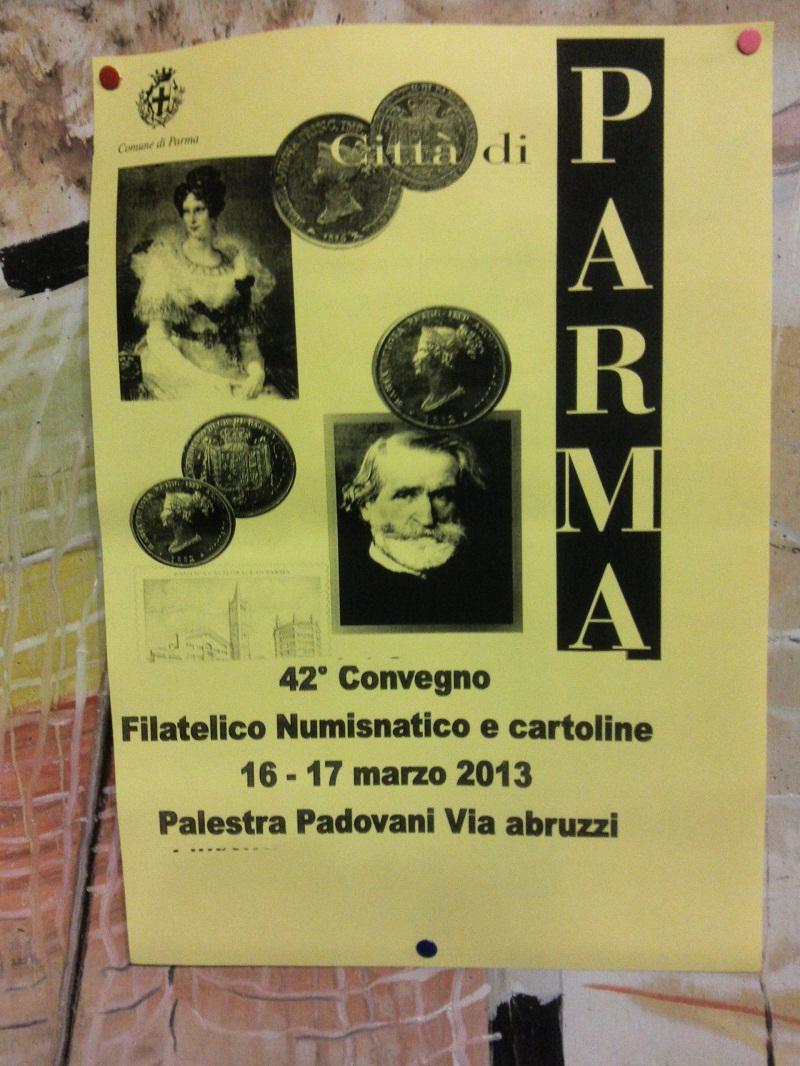 Comune di Parma
Città di
PARMA
1832
42° Convegno
Filatelico Numisnatico e cartoline
16 - 17 marzo 2013
Palestra Padovani Via abruzzi